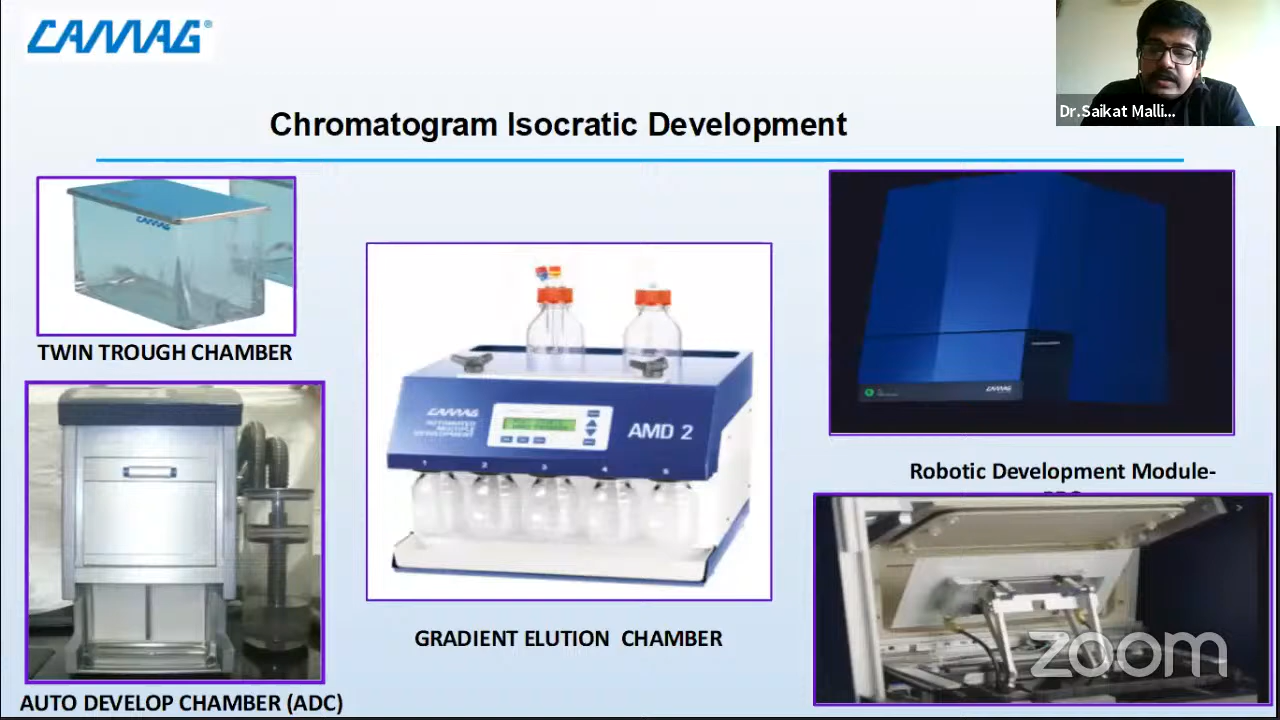 CAMAG®
Dr.Saikat Malli...
Chromatogram Isocratic Development
CAMAG
TWIN TROUGH CHAMBER
CAMAG
AUTOMATED
MULTIPLE
DEVELOPMENT
AMD 2
1 2 3 4 5
GRADIENT ELUTION CHAMBER
CAMAG
Robotic Development Module-
AUTO DEVELOP CHAMBER (ADC)
zoom